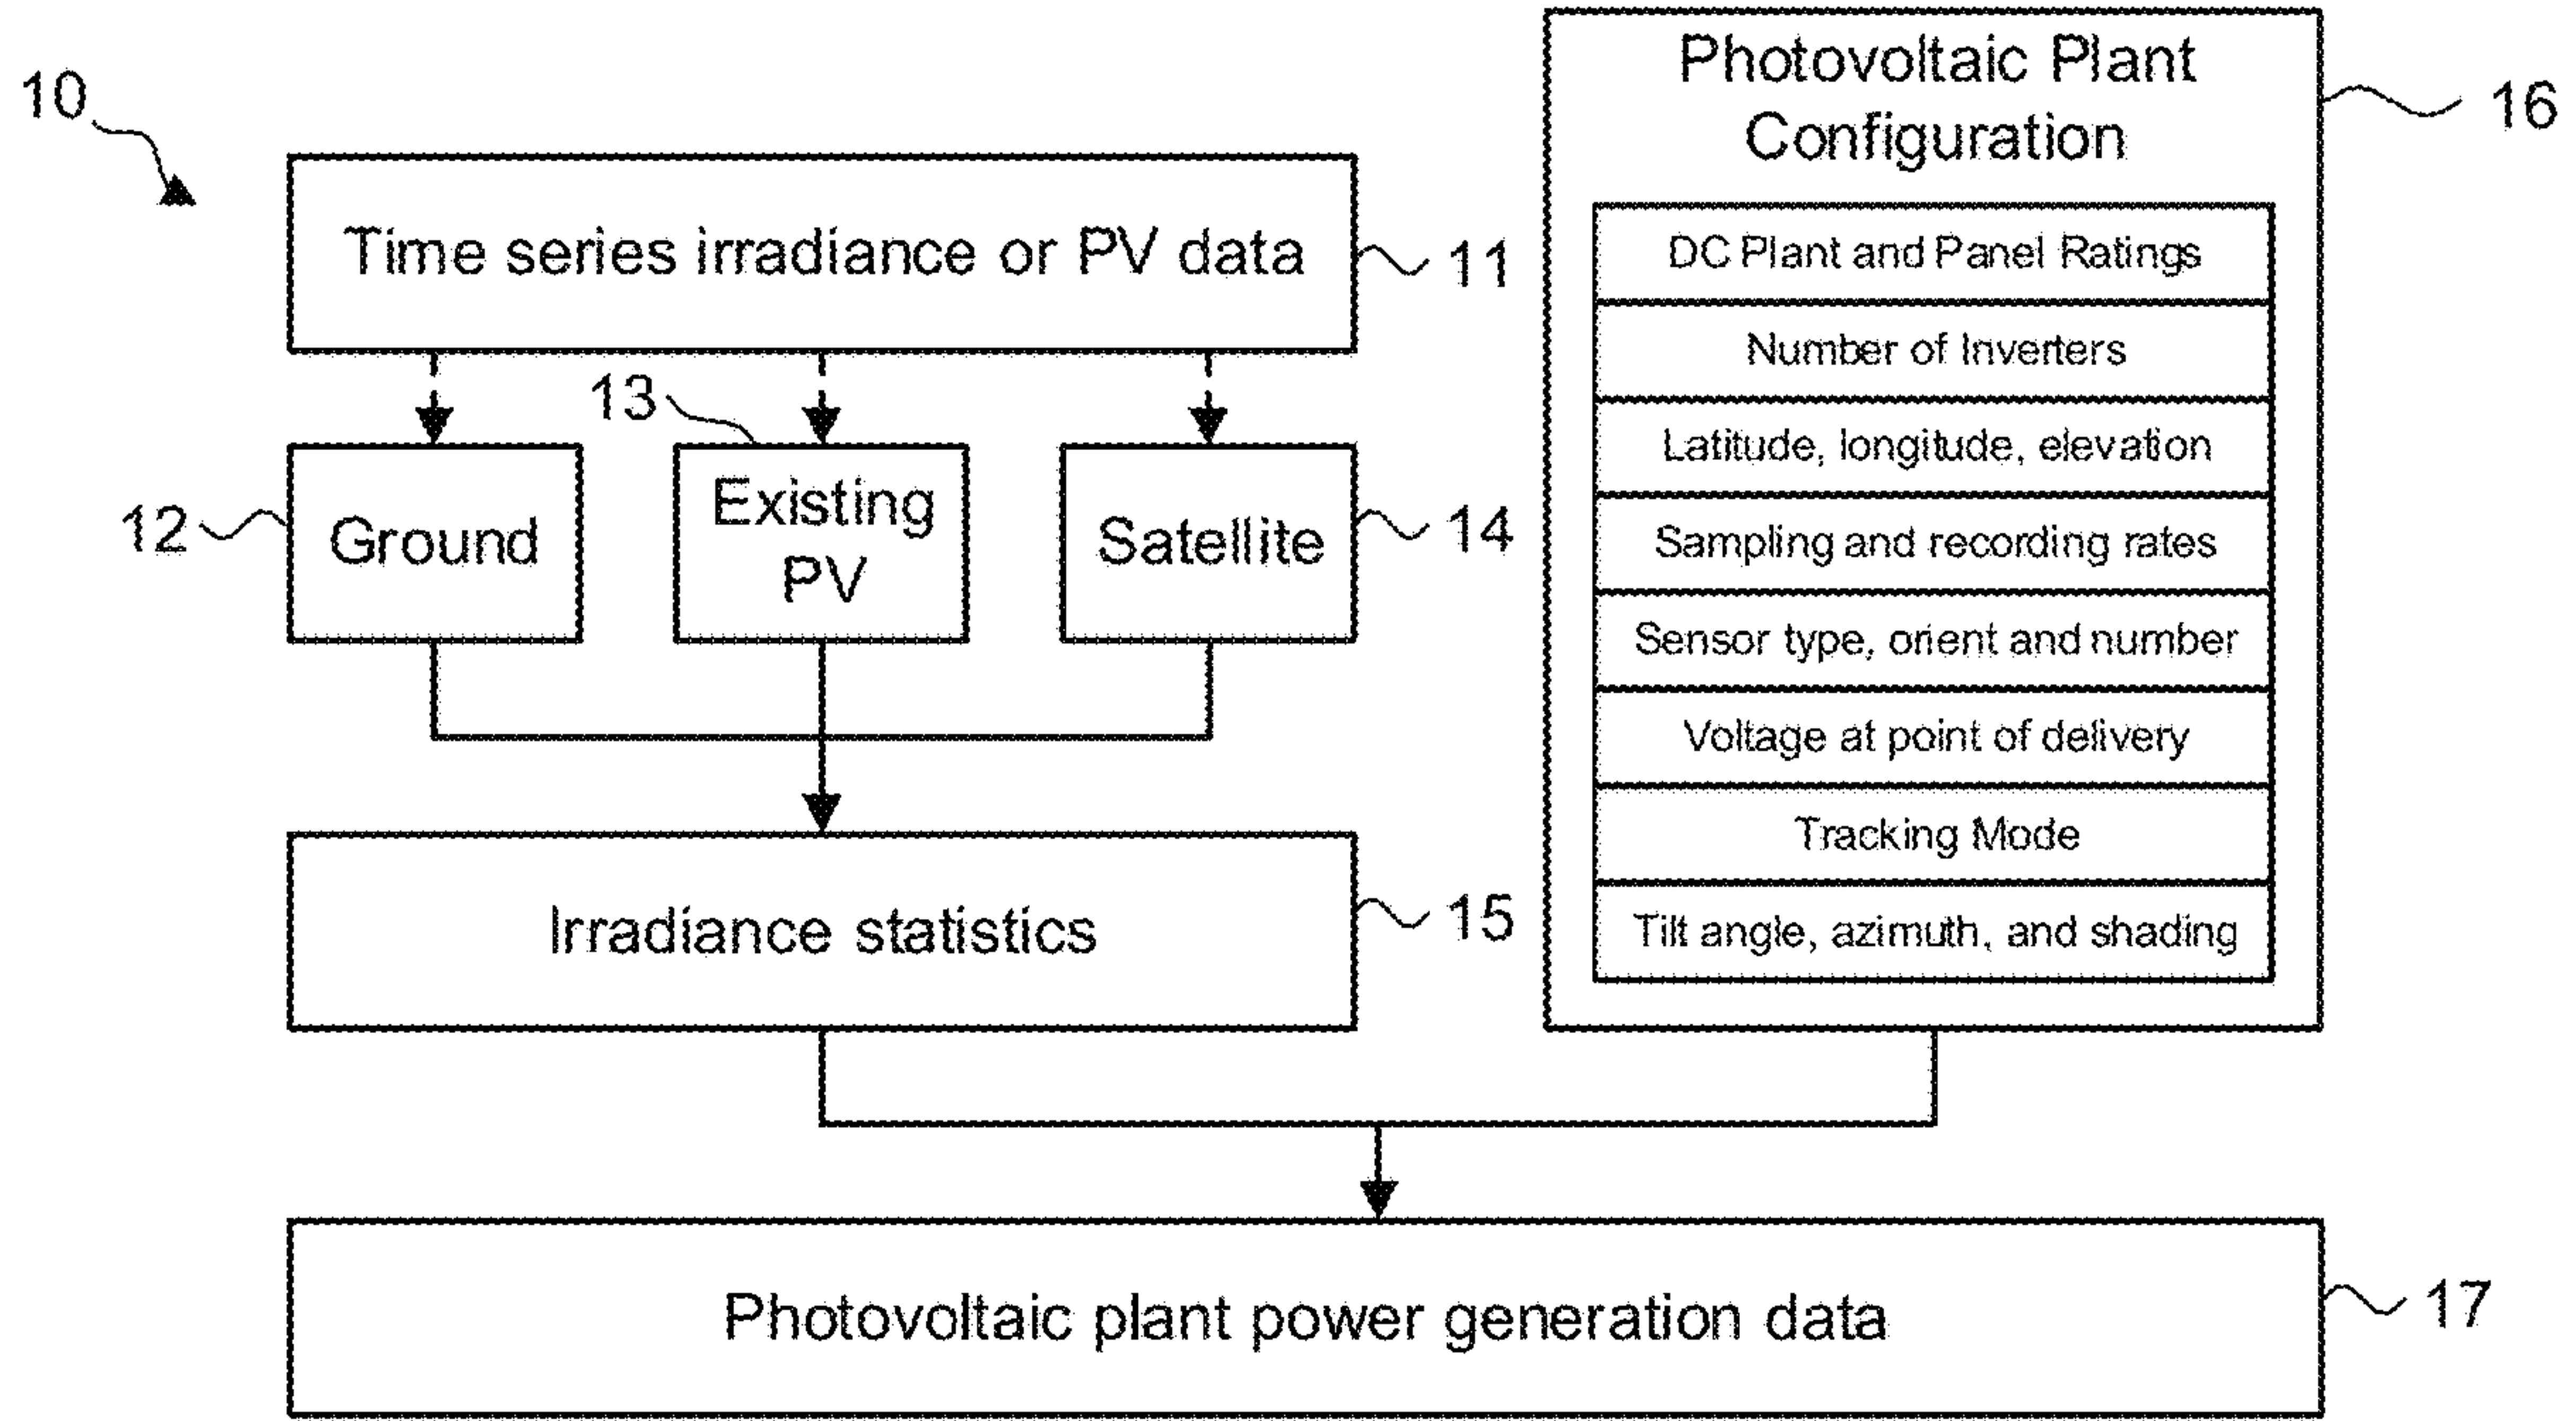 10
Time series irradiance or PV data
11
12
Ground
13
Existing
PV
Satellite
14
Irradiance statistics
15
Photovoltaic Plant
Configuration
16
DC Plant and Panel Ratings
Number of Inverters
Latitude, longitude, elevation
Sampling and recording rates
Sensor type, orient and number
Voltage at point of delivery
Tracking Mode
Tilt angle, azimuth, and shading
Photovoltaic plant power generation data
17